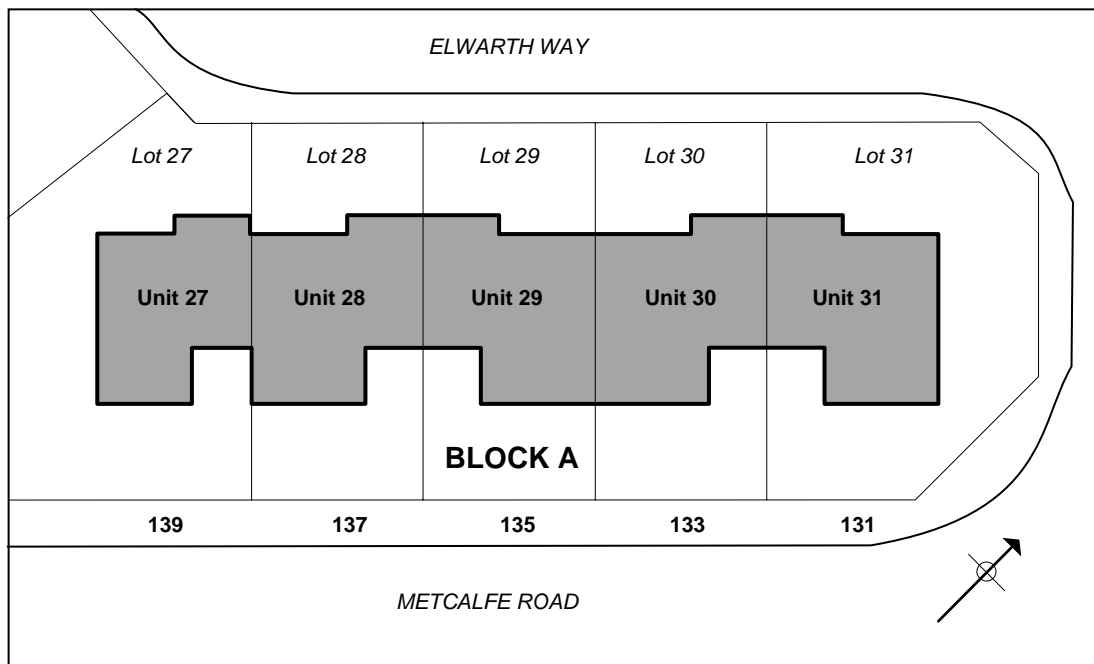 ELWARTH WAY
Lot 27 Lot 28 Lot 29 Lot 30 Lot 31
Unit 27 Unit 28 Unit 29 Unit 30 Unit 31
BLOCK A
139 137 135 133 131
METCALFE ROAD